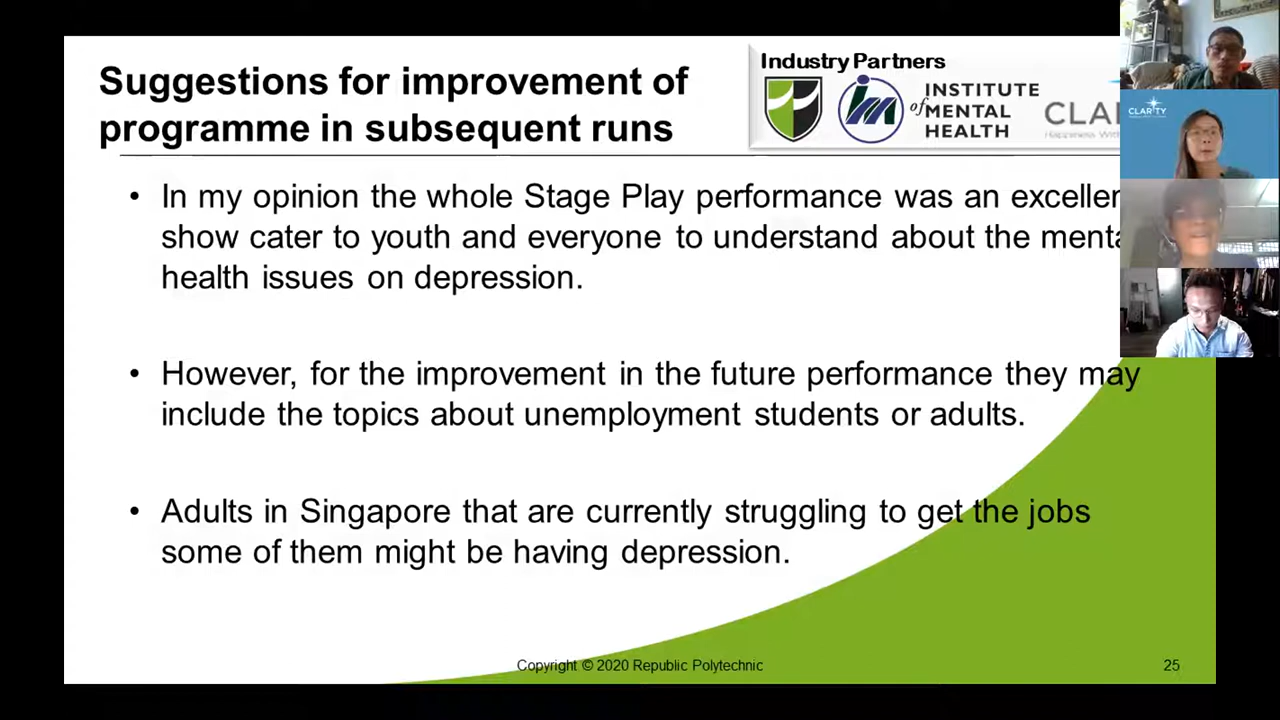 Suggestions for improvement of
programme in subsequent runs
Industry Partners
INSTITUTE
of MENTAL
HEALTH
CLARITY
• In my opinion the whole Stage Play performance was an
show cater to youth and everyone to understand about the
health issues on depression.
• However, for the improvement in the future performance they may
include the topics about unemployment students or adults.
• Adults in Singapore that are currently struggling to get the jobs
some of them might be having depression.
Copyright © 2020 Republic Polytechnic
25